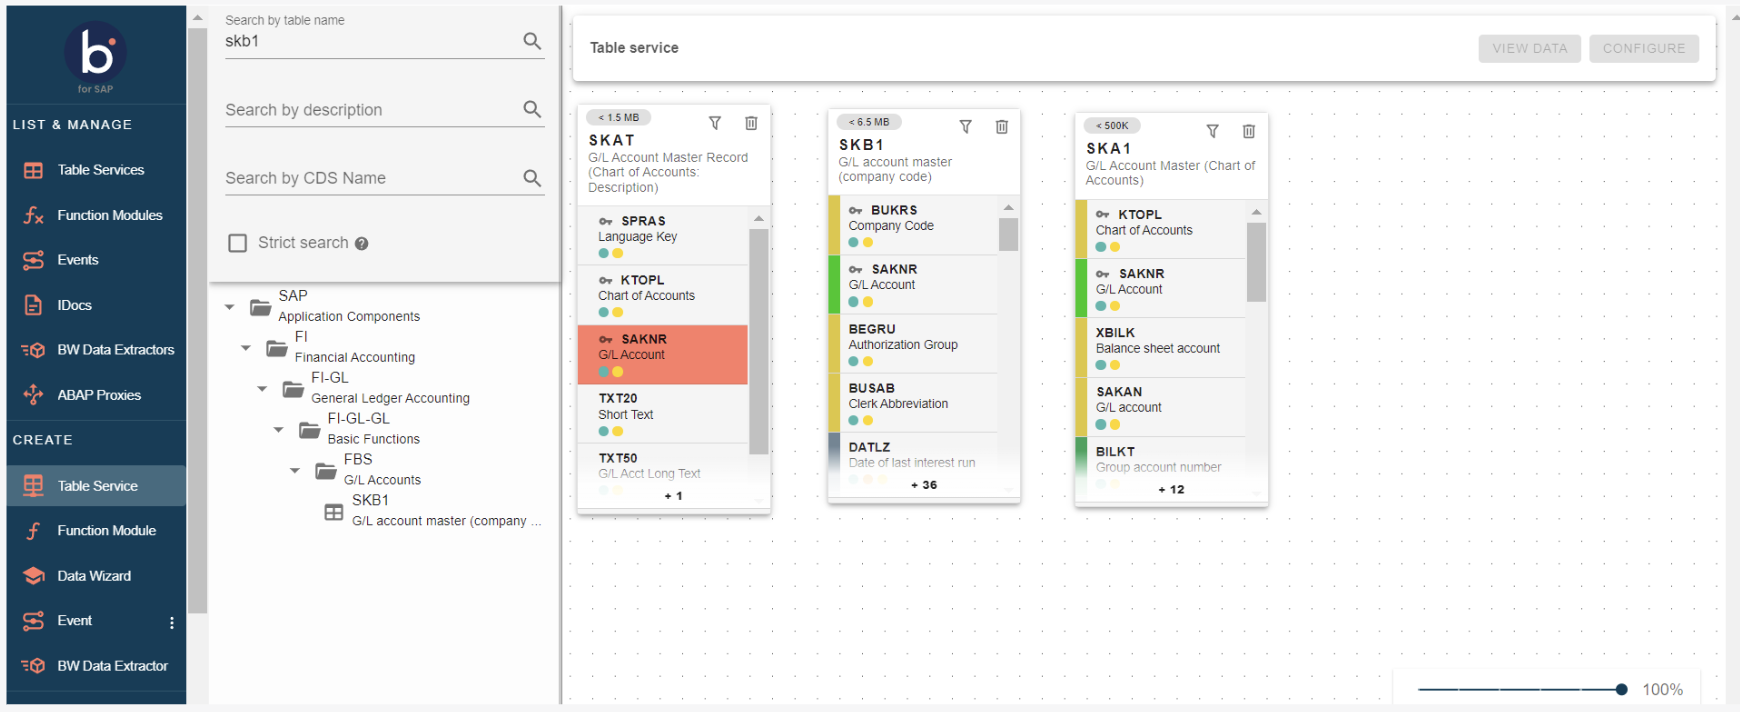 b
for SAP
LIST & MANAGE
Table Services
Function Modules
Events
IDocs
BW Data Extractors
ABAP Proxies
CREATE
Table Service
Function Module
Data Wizard
Event
BW Data Extractor
Search by table name
skb1
Search by description
Search by CDS Name
Strict search ?
SAP
Application Components
FI
Financial Accounting
FI-GL
General Ledger Accounting
FI-GL-GL
Basic Functions
FBS
G/L Accounts
SKB1
G/L account master (company ...
Table service
VIEW DATA
CONFIGURE
< 1.5 MB
SKAT
G/L Account Master Record
(Chart of Accounts:
Description)
SPRAS
Language Key
KTOPL
Chart of Accounts
SAKNR
G/L Account
TXT20
Short Text
TXT50
G/L Acct Long Text
+ 1
< 6.5 MB
SKB1
G/L account master
(company code)
BUKRS
Company Code
SAKNR
G/L Account
BEGRU
Authorization Group
BUSAB
Clerk Abbreviation
DATLZ
Date of last interest run
+ 36
< 500K
SKA1
G/L Account Master (Chart of
Accounts)
KTOPL
Chart of Accounts
SAKNR
G/L Account
XBILK
Balance sheet account
SAKAN
G/L account
BILKT
Group account number
+ 12
100%